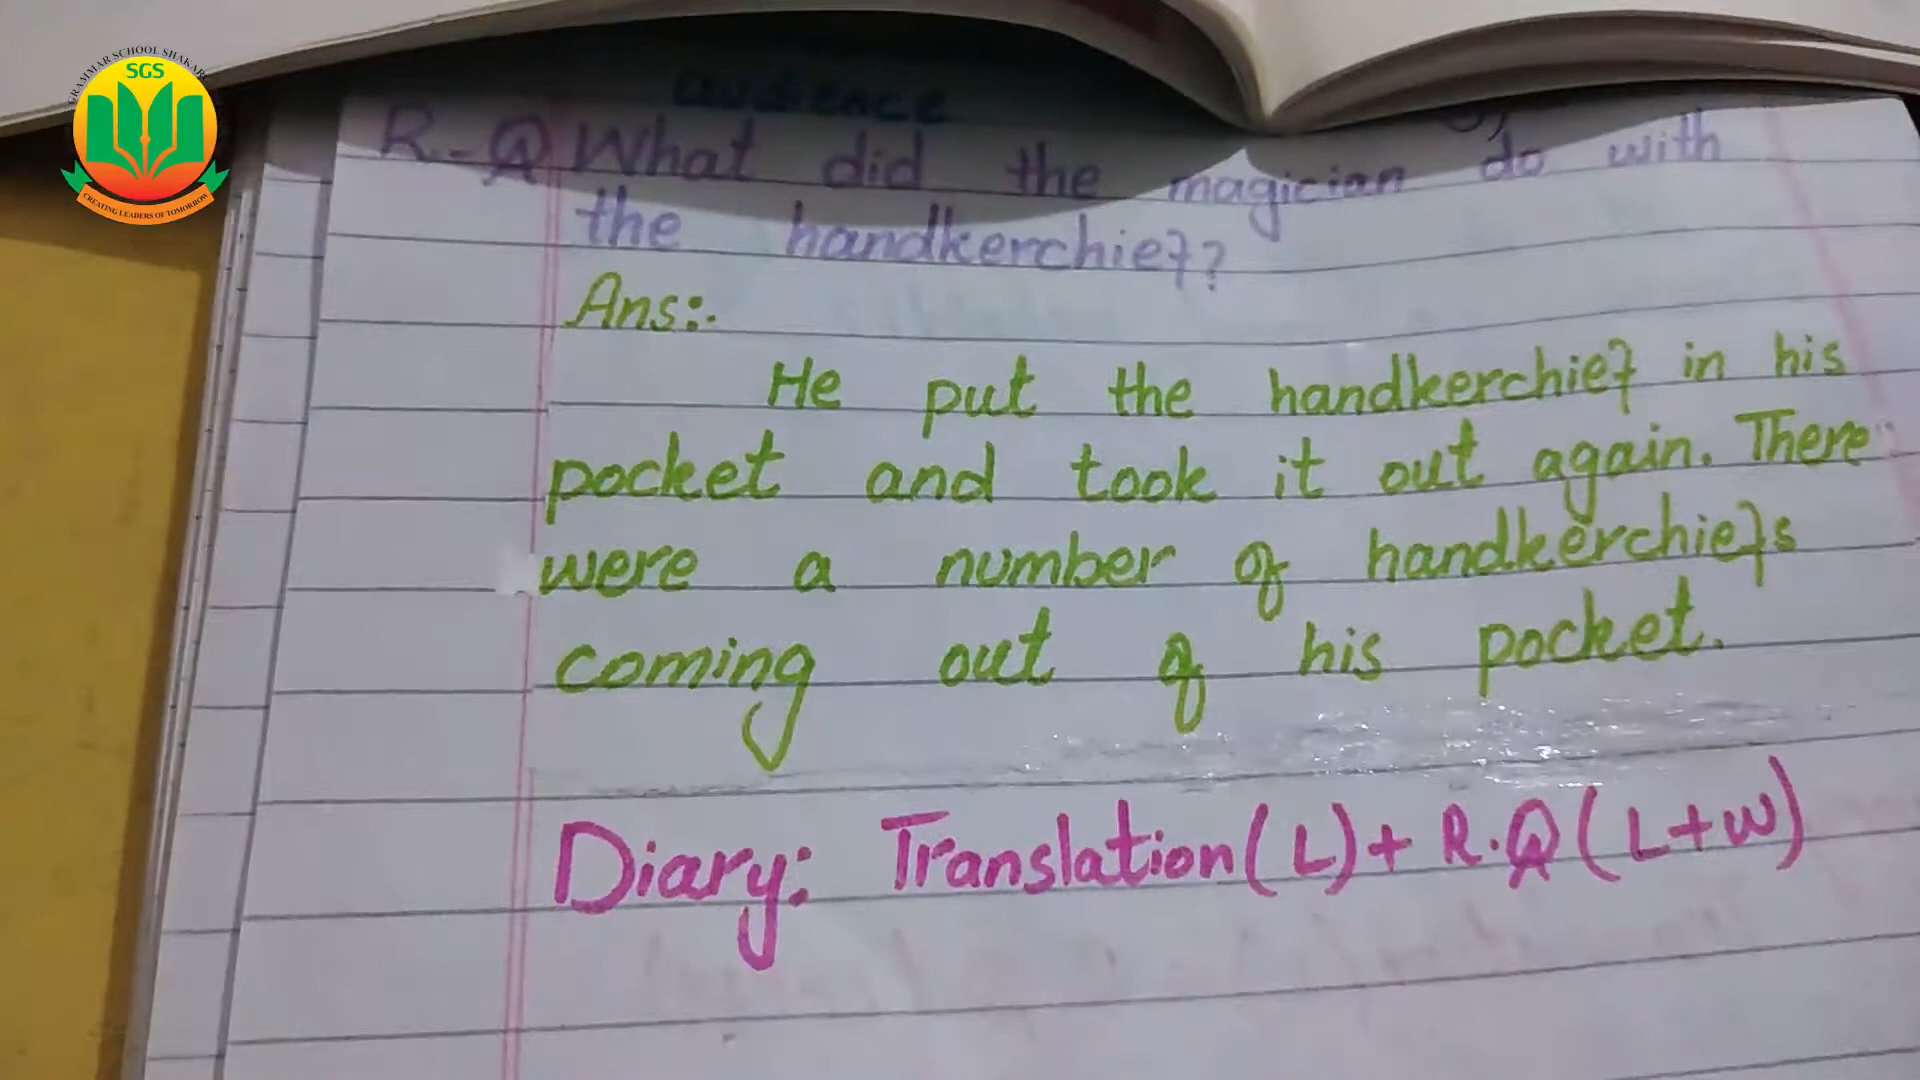 GRAMMAR SCHOOL
SGS
CREATING LEADERS OF TOMORROW
audience
R.Q What did the magician do with
the handkerchief?
Ans:.
He put the handkerchief in his
pocket and took it out again. There
were a number of handkerchiefs
coming out of his pocket.
Diary: Translation(L)+ R.Q(L+W)